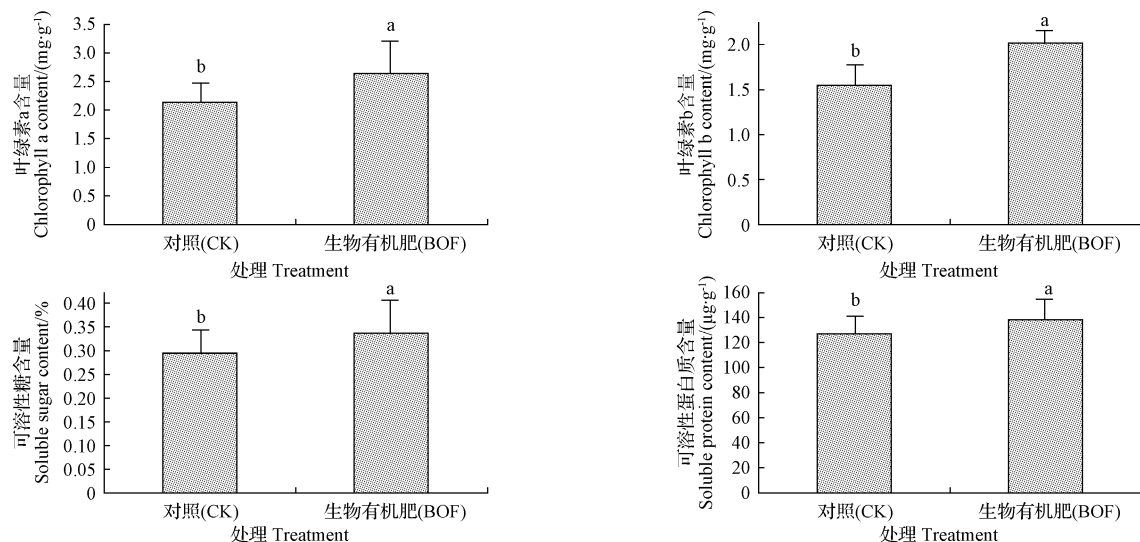 叶绿素a含量
Chlorophyll a content/(mg·g⁻¹)
3.5
3.0
2.5
2.0
1.5
1.0
0.5
0
b
a
对照(CK)
生物有机肥(BOF)
处理 Treatment
叶绿素b含量
Chlorophyll b content/(mg·g⁻¹)
2.0
1.5
1.0
0.5
0
b
a
对照(CK)
生物有机肥(BOF)
处理 Treatment
可溶性糖含量
Soluble sugar content/%
0.40
0.35
0.30
0.25
0.20
0.15
0.10
0.05
0
b
a
对照(CK)
生物有机肥(BOF)
处理 Treatment
可溶性蛋白质含量
Soluble protein content/(μg·g⁻¹)
160
140
120
100
80
60
40
20
0
b
a
对照(CK)
生物有机肥(BOF)
处理 Treatment